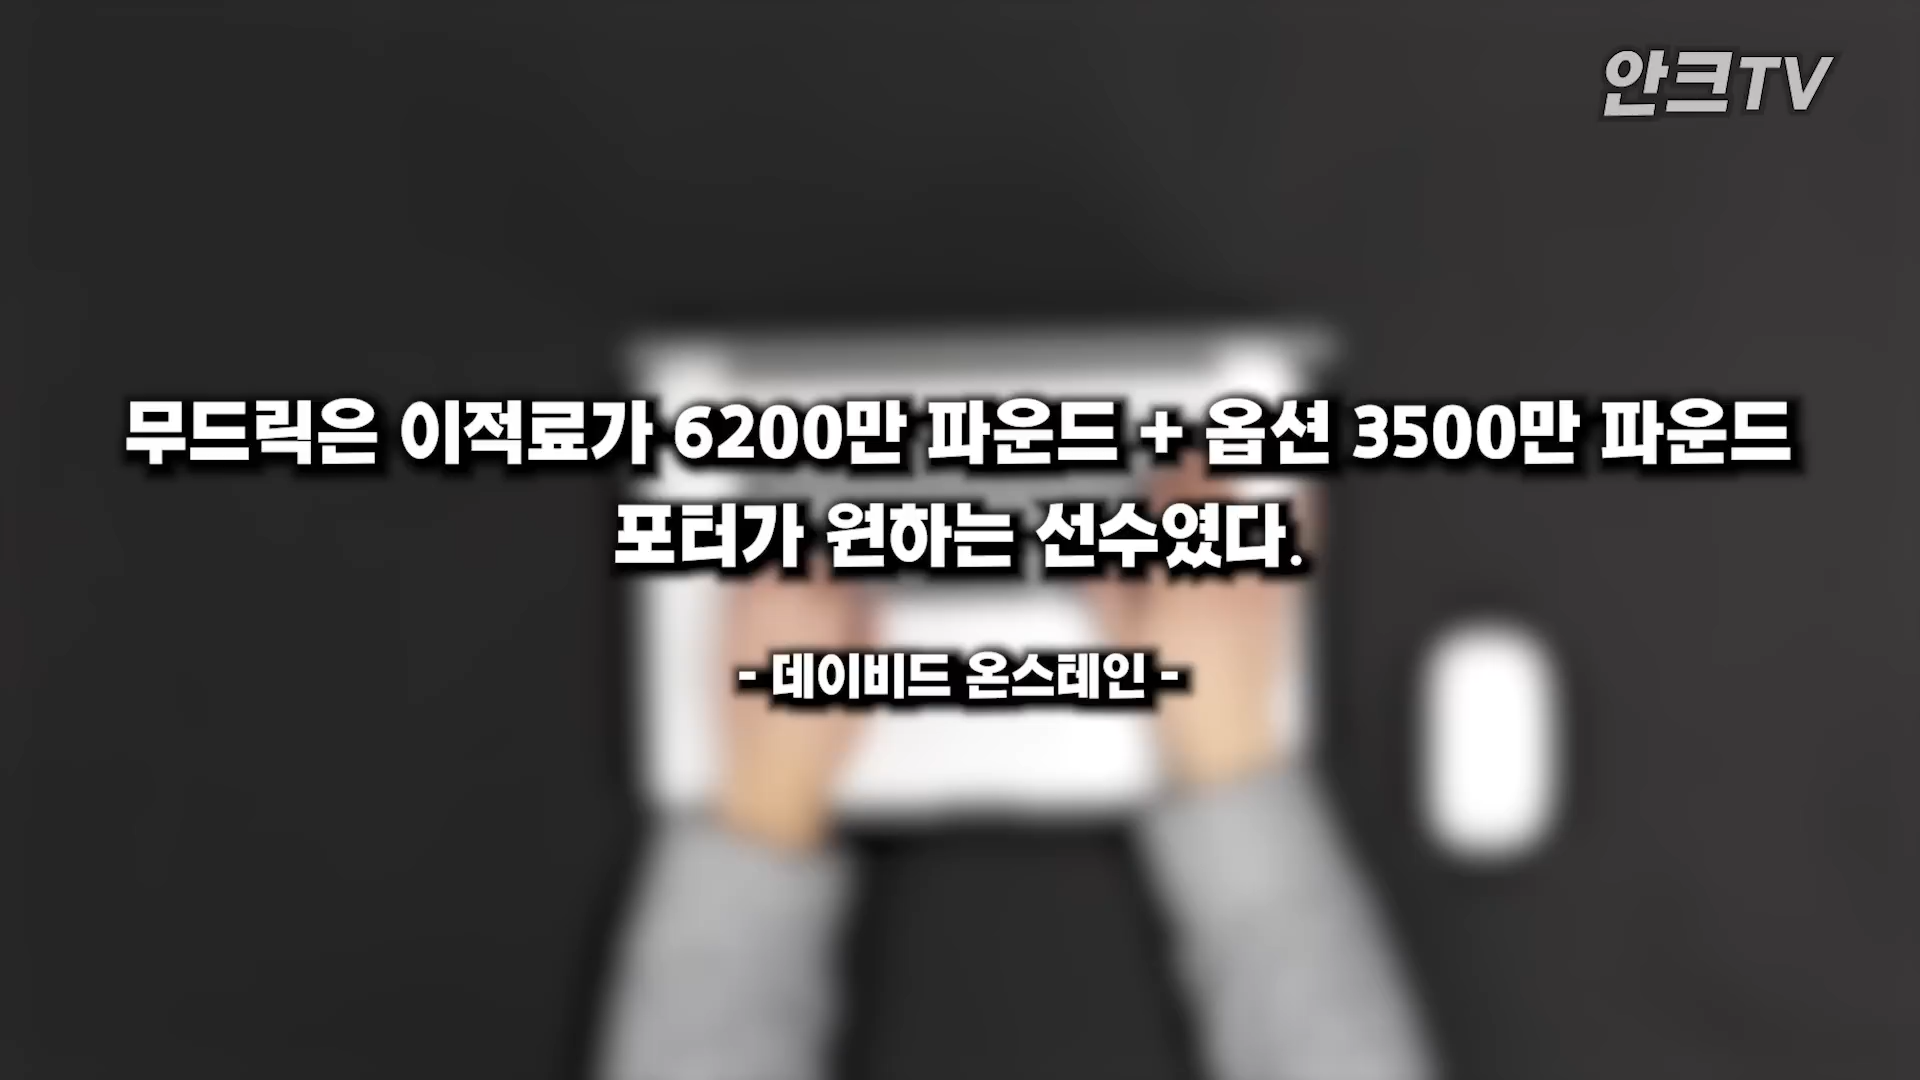 안크TV
무드릭은 이적료가 6200만 파운드 + 옵션 3500만 파운드
포터가 원하는 선수였다.
- 데이비드 온스테인 -